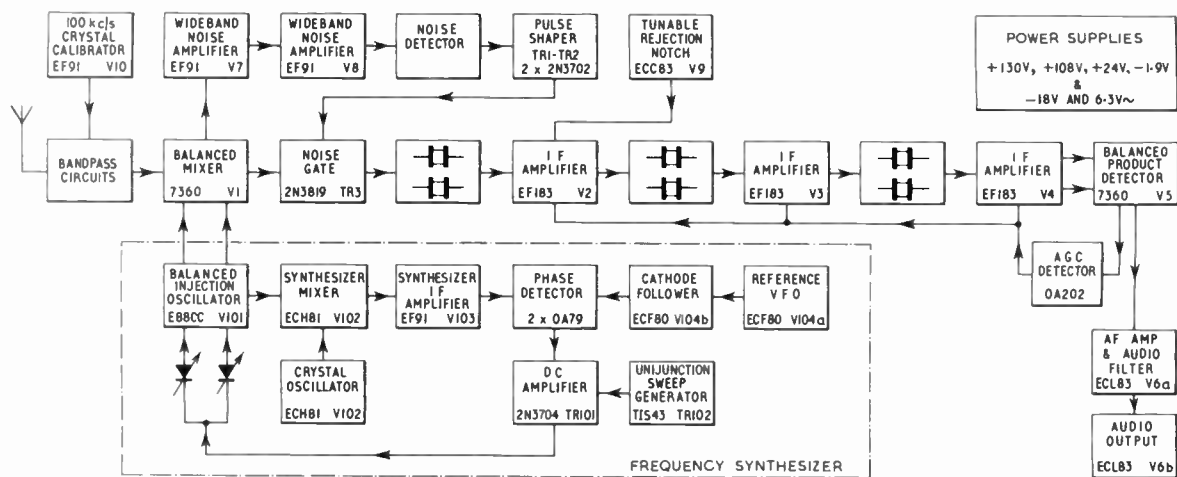 100 kc/s
CRYSTAL
CALIBRATOR
EF91 V10
WIDEBAND
NOISE
AMPLIFIER
EF91 V7
WIDEBAND
NOISE
AMPLIFIER
EF91 V8
NOISE
DETECTOR
PULSE
SHAPER
TR1-TR2
2 x 2N3702
TUNABLE
REJECTION
NOTCH
ECC83 V9
POWER SUPPLIES
+130V, +108V, +24V, -1·9V
&
-18V AND 6·3V~
BANDPASS
CIRCUITS
BALANCED
MIXER
7360 V1
NOISE
GATE
2N3819 TR3
I F
AMPLIFIER
EF183 V2
I F
AMPLIFIER
EF183 V3
I F
AMPLIFIER
EF183 V4
BALANCED
PRODUCT
DETECTOR
7360 V5
AGC
DETECTOR
OA202
BALANCED
INJECTION
OSCILLATOR
E88CC V101
SYNTHESIZER
MIXER
ECH81 V102
SYNTHESIZER
I F
AMPLIFIER
EF91 V103
PHASE
DETECTOR
2 x OA79
CATHODE
FOLLOWER
ECF80 V104b
REFERENCE
VFO
ECF80 V104a
CRYSTAL
OSCILLATOR
ECH81 V102
DC
AMPLIFIER
2N3704 TR101
UNIJUNCTION
SWEEP
GENERATOR
TIS43 TR102
AF AMP
& AUDIO
FILTER
ECL83 V6a
AUDIO
OUTPUT
ECL83 V6b
FREQUENCY SYNTHESIZER